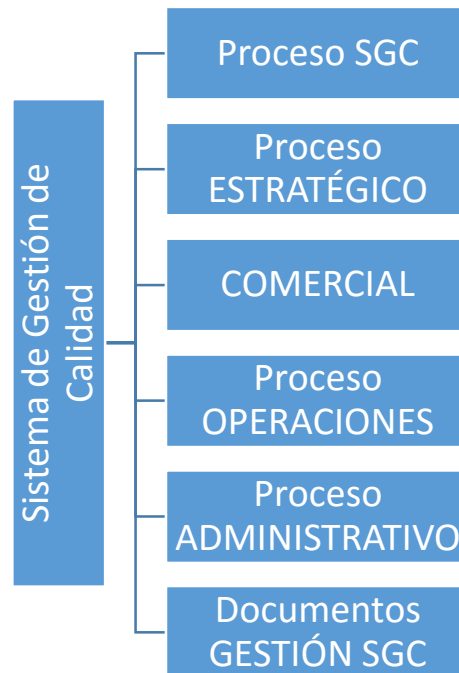 Sistema de Gestión de
Calidad
Proceso SGC
Proceso
ESTRATÉGICO
COMERCIAL
Proceso
OPERACIONES
Proceso
ADMINISTRATIVO
Documentos
GESTIÓN SGC